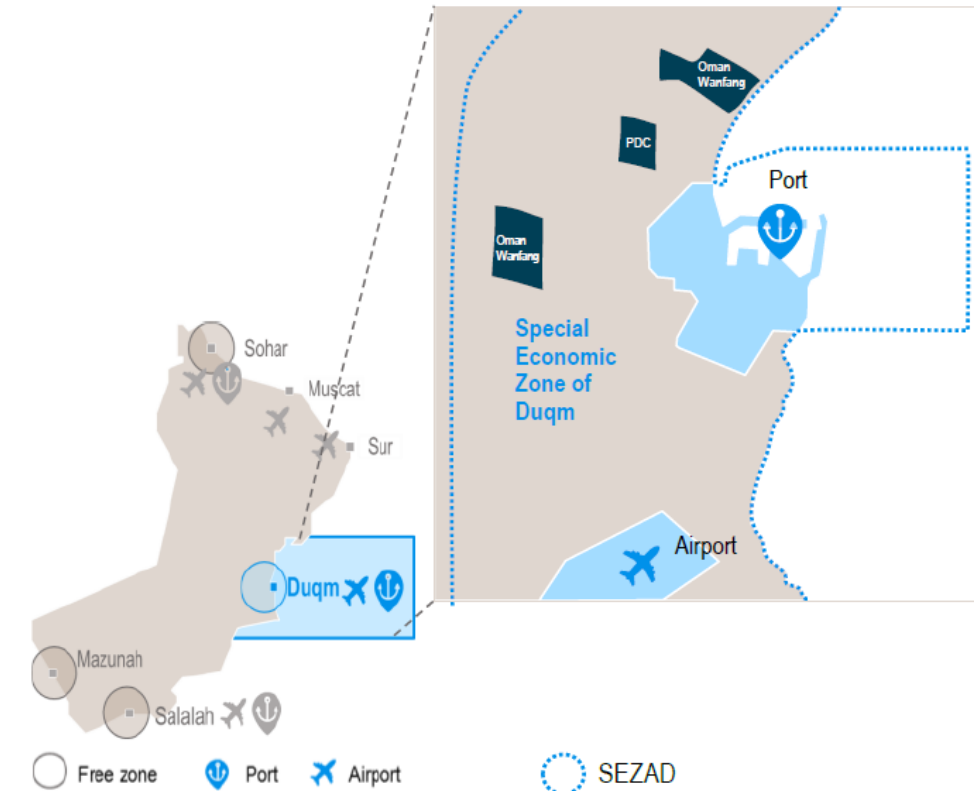 Oman
Wanfang
PDC
Port
Oman
Wanfang
Special
Economic
Zone of
Duqm
Sohar
Muscat
Sur
Airport
Duqm
Mazunah
Salalah
Free zone
Port
Airport
SEZAD